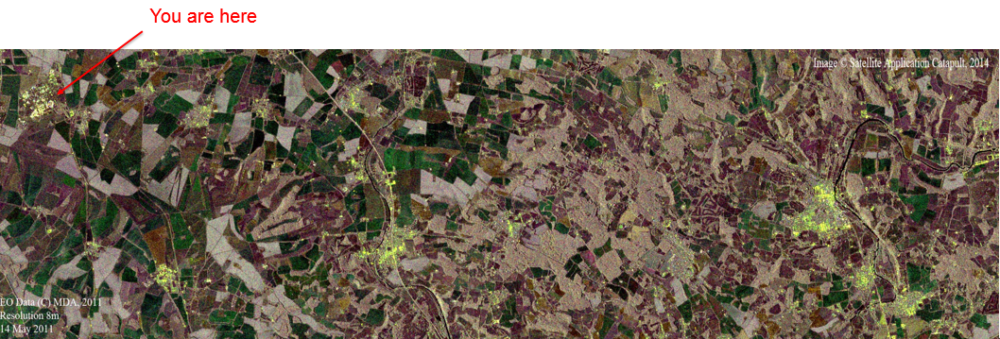 You are here
Image © Satellite Application Catapult, 2014
EO Data (C) MDA, 2011
Resolution 8m
14 May 2011